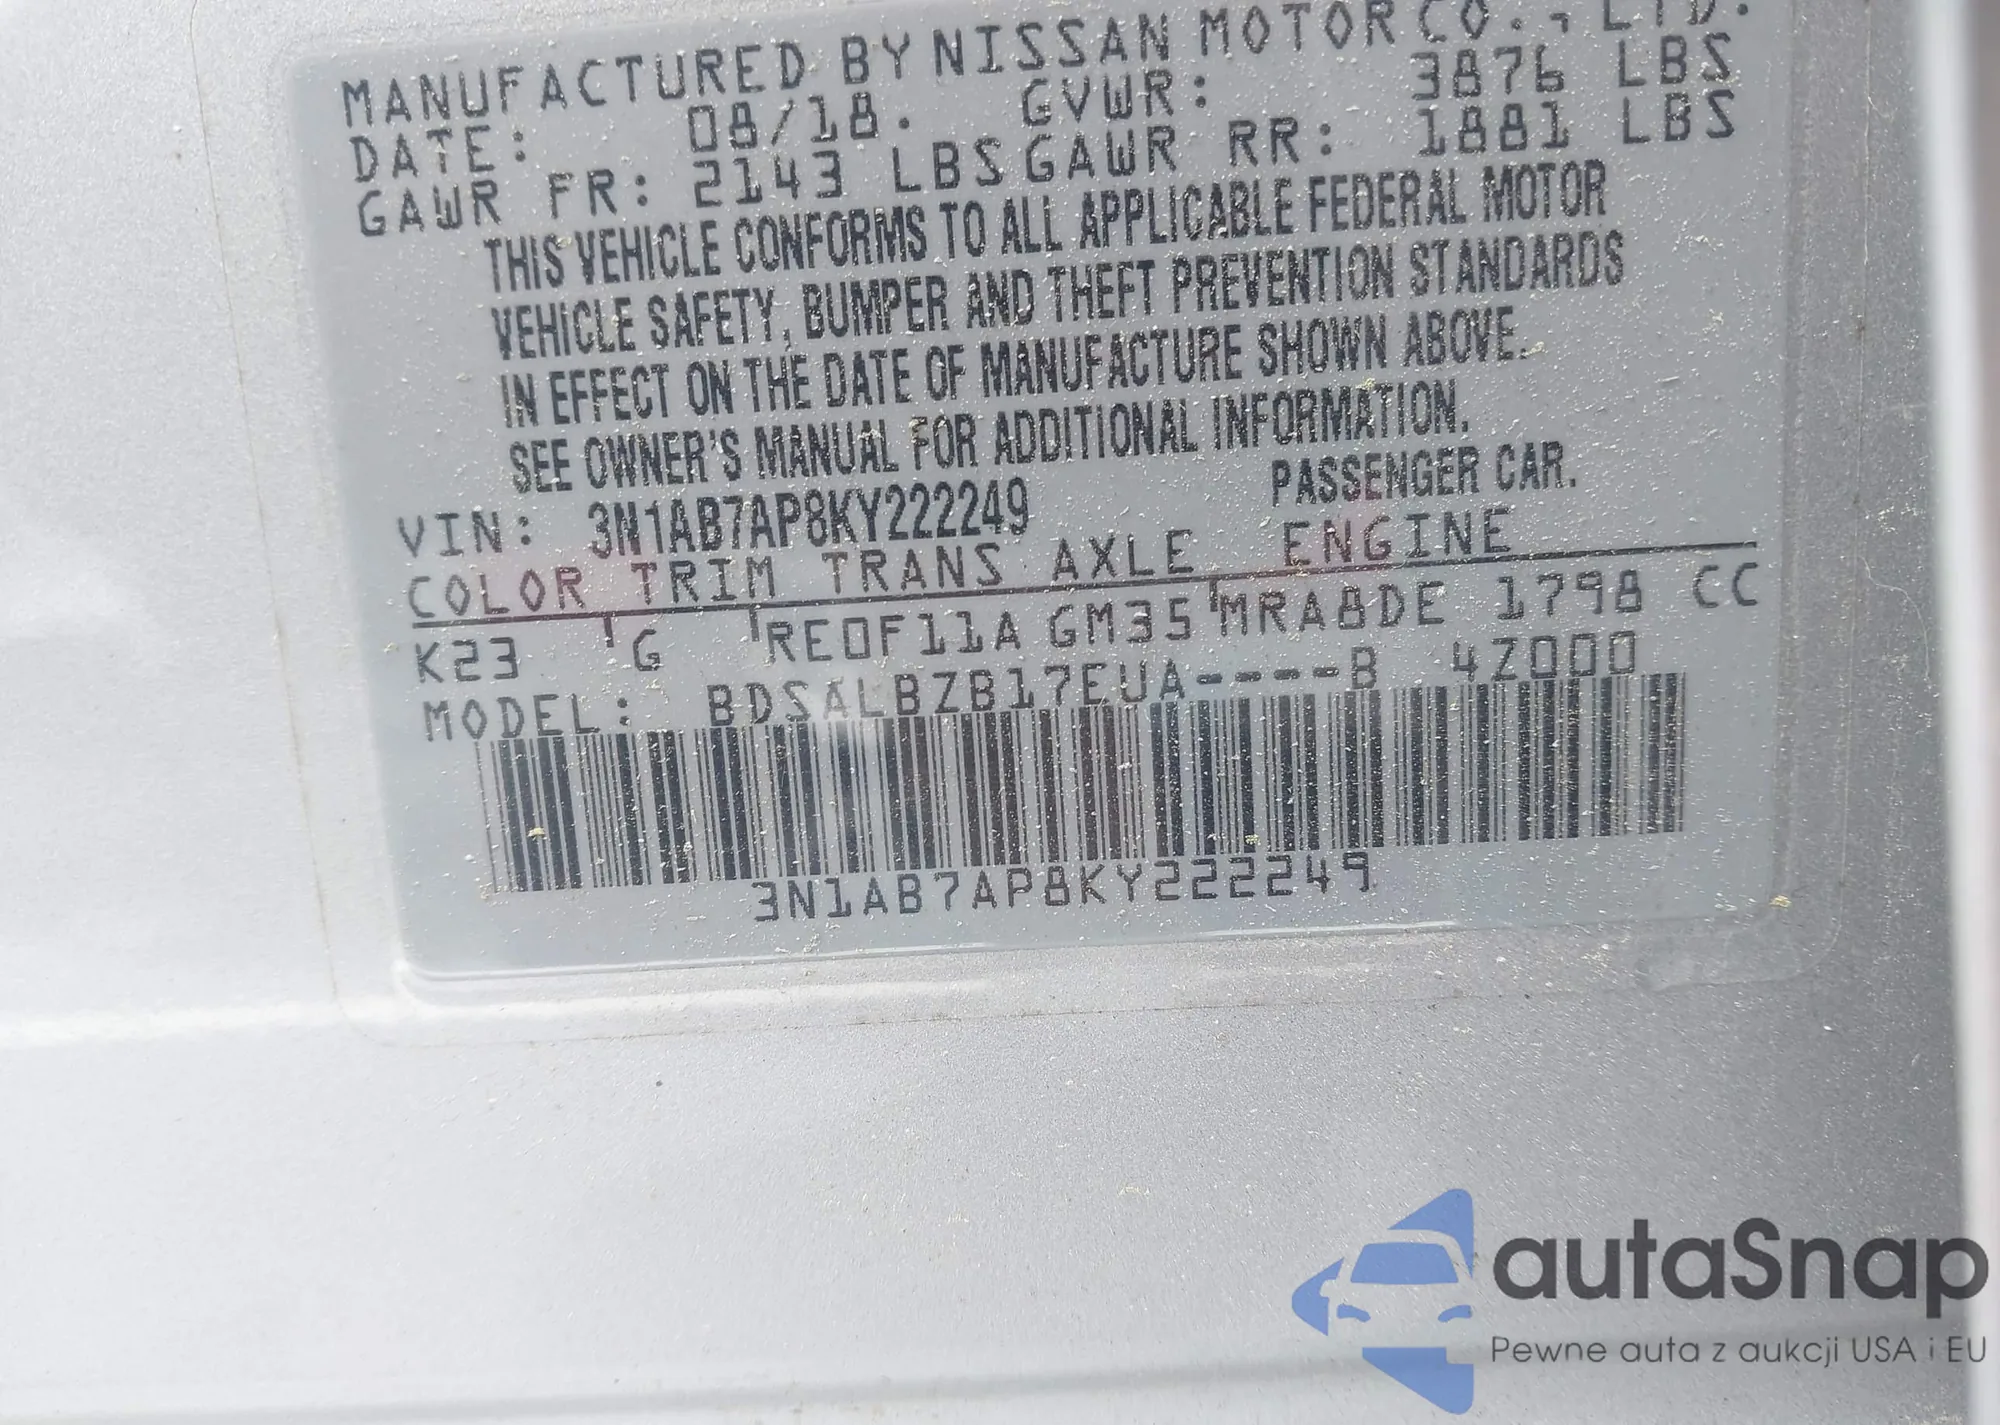 MANUFACTURED BY NISSAN MOTOR CO., LTD.
DATE: 08/18. GVWR: 3876 LBS
GAWR FR: 2143 LBS GAWR RR: 1881 LBS
THIS VEHICLE CONFORMS TO ALL APPLICABLE FEDERAL MOTOR
VEHICLE SAFETY, BUMPER AND THEFT PREVENTION STANDARDS
IN EFFECT ON THE DATE OF MANUFACTURE SHOWN ABOVE.
SEE OWNER'S MANUAL FOR ADDITIONAL INFORMATION.
VIN: 3N1AB7AP8KY222249 PASSENGER CAR.
COLOR TRIM TRANS AXLE ENGINE
K23 G RE0F11A GM35 MRA8DE 1798 CC
MODEL: BDSALBZB17EUA----B 4Z000
3N1AB7AP8KY222249
autaSnap
Pewne auta z aukcji USA i EU